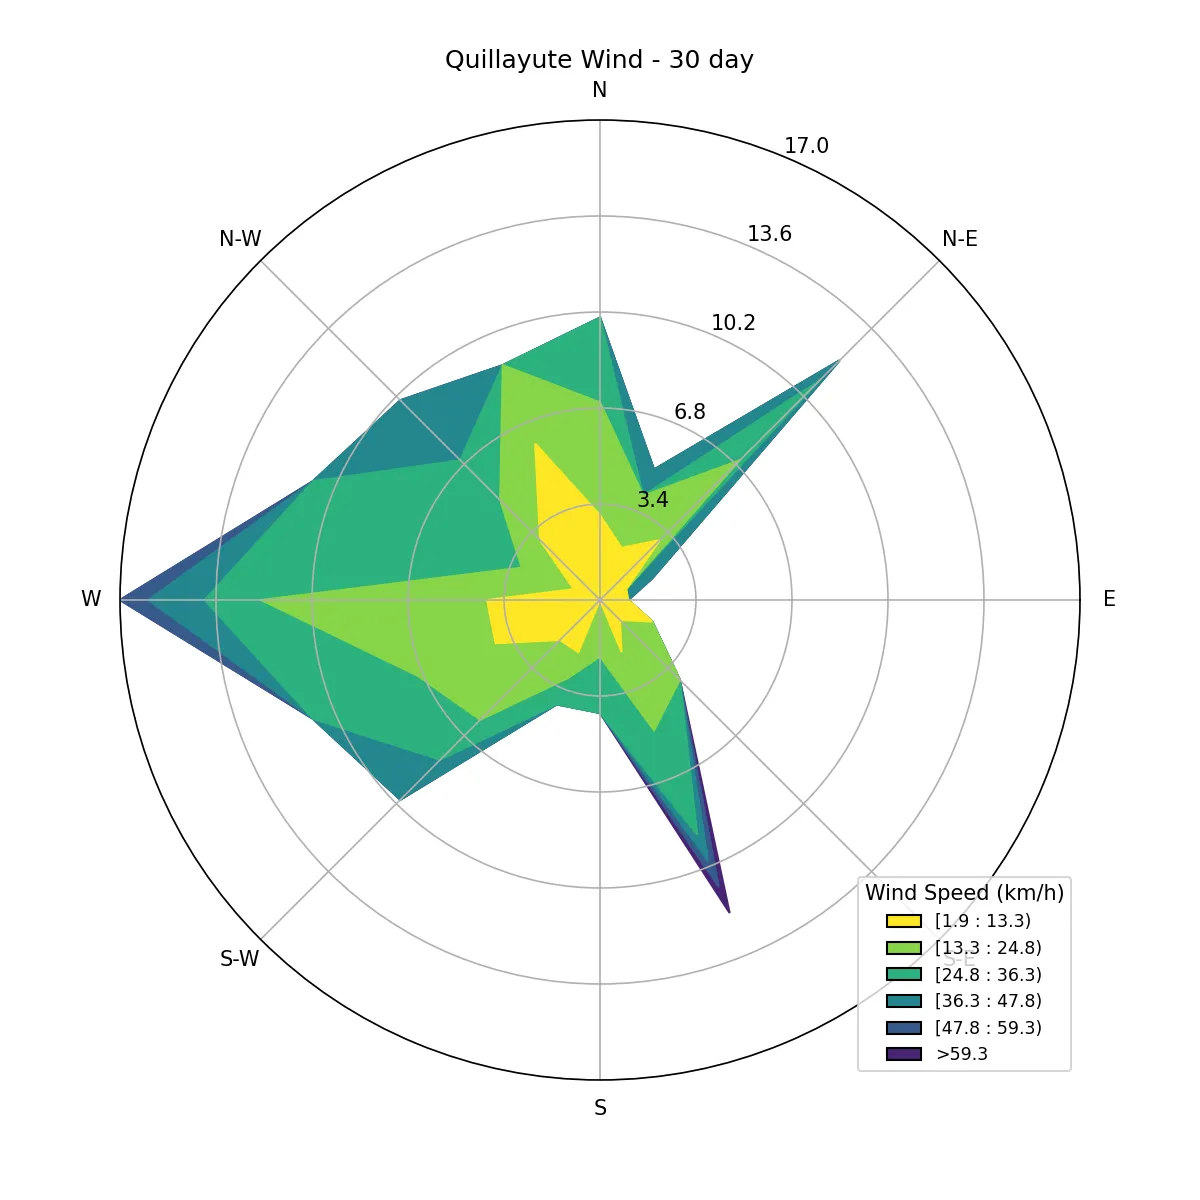 Quillayute Wind - 30 day
N
17.0
13.6
N-W
N-E
10.2
6.8
3.4
W
E
S-W
S-E
Wind Speed (km/h)
[1.9 : 13.3)
[13.3 : 24.8)
[24.8 : 36.3)
[36.3 : 47.8)
[47.8 : 59.3)
>59.3
S